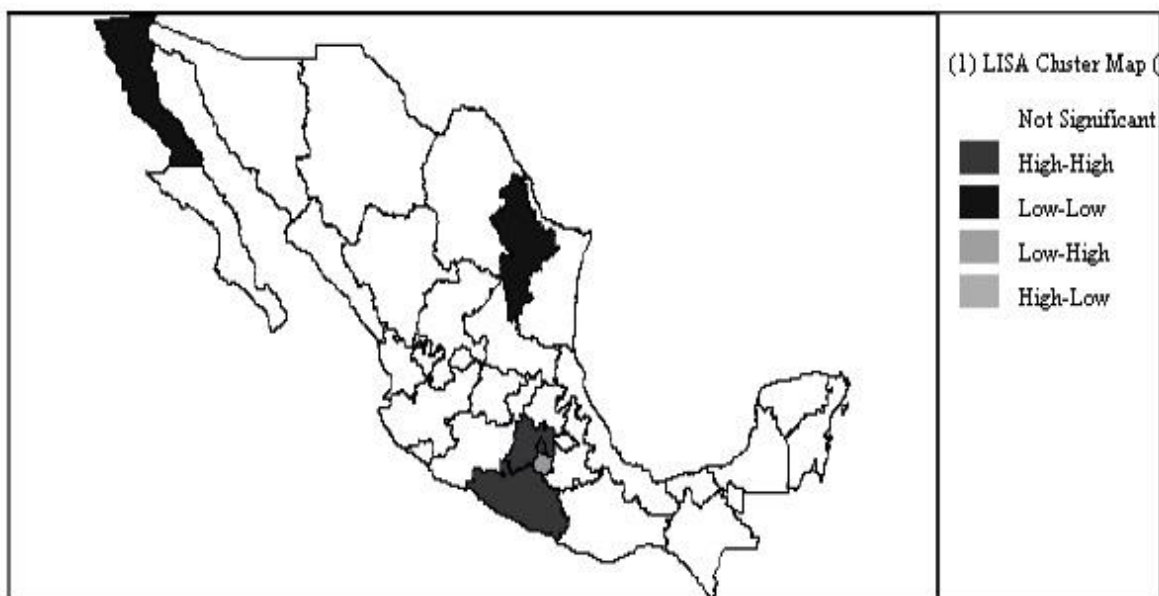 (1) LISA Cluster Map (
Not Significant
High-High
Low-Low
Low-High
High-Low